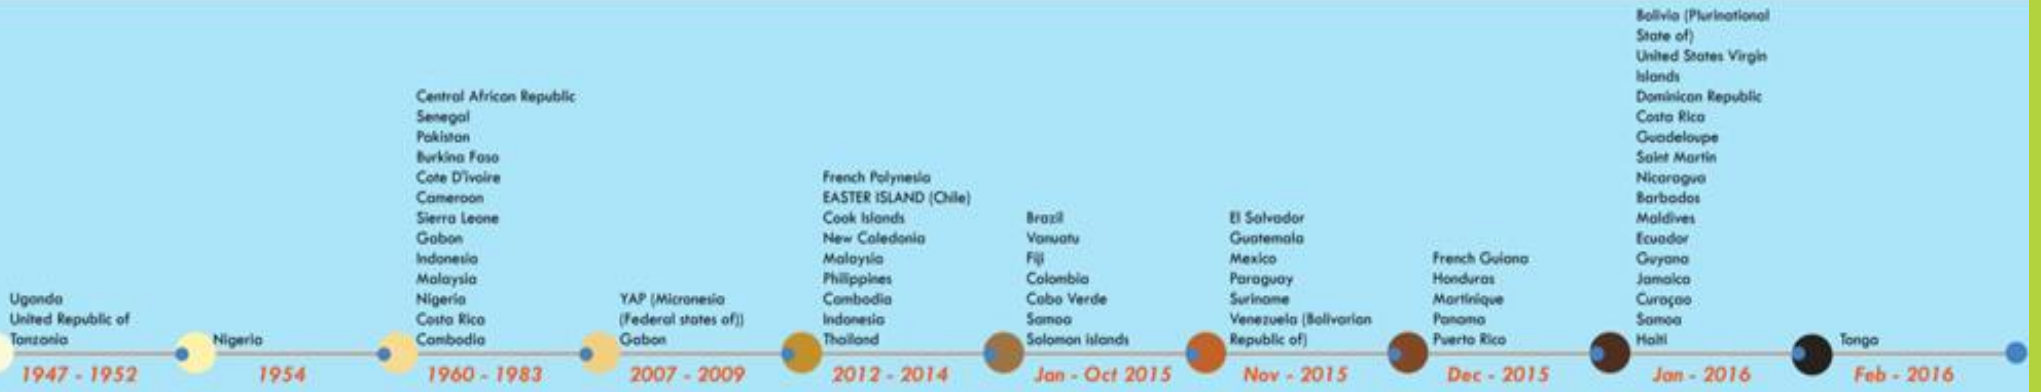 Uganda
United Republic of
Tanzania
1947 - 1952
Nigeria
1954
Central African Republic
Senegal
Pakistan
Burkina Faso
Cote D'ivoire
Cameroon
Sierra Leone
Gabon
Indonesia
Malaysia
Nigeria
Costa Rica
Cambodia
1960 - 1983
YAP (Micronesia
(Federal states of))
Gabon
2007 - 2009
French Polynesia
EASTER ISLAND (Chile)
Cook Islands
New Caledonia
Malaysia
Philippines
Cambodia
Indonesia
Thailand
2012 - 2014
Brazil
Vanuatu
Fiji
Colombia
Cabo Verde
Samoa
Solomon islands
Jan - Oct 2015
El Salvador
Guatemala
Mexico
Paraguay
Suriname
Venezuela (Bolivarian
Republic of)
Nov - 2015
French Guiana
Honduras
Martinique
Panama
Puerto Rico
Dec - 2015
Bolivia (Plurinational
State of)
United States Virgin
Islands
Dominican Republic
Costa Rica
Guadeloupe
Saint Martin
Nicaragua
Barbados
Maldives
Ecuador
Guyana
Jamaica
Curaçao
Samoa
Haiti
Jan - 2016
Tonga
Feb - 2016